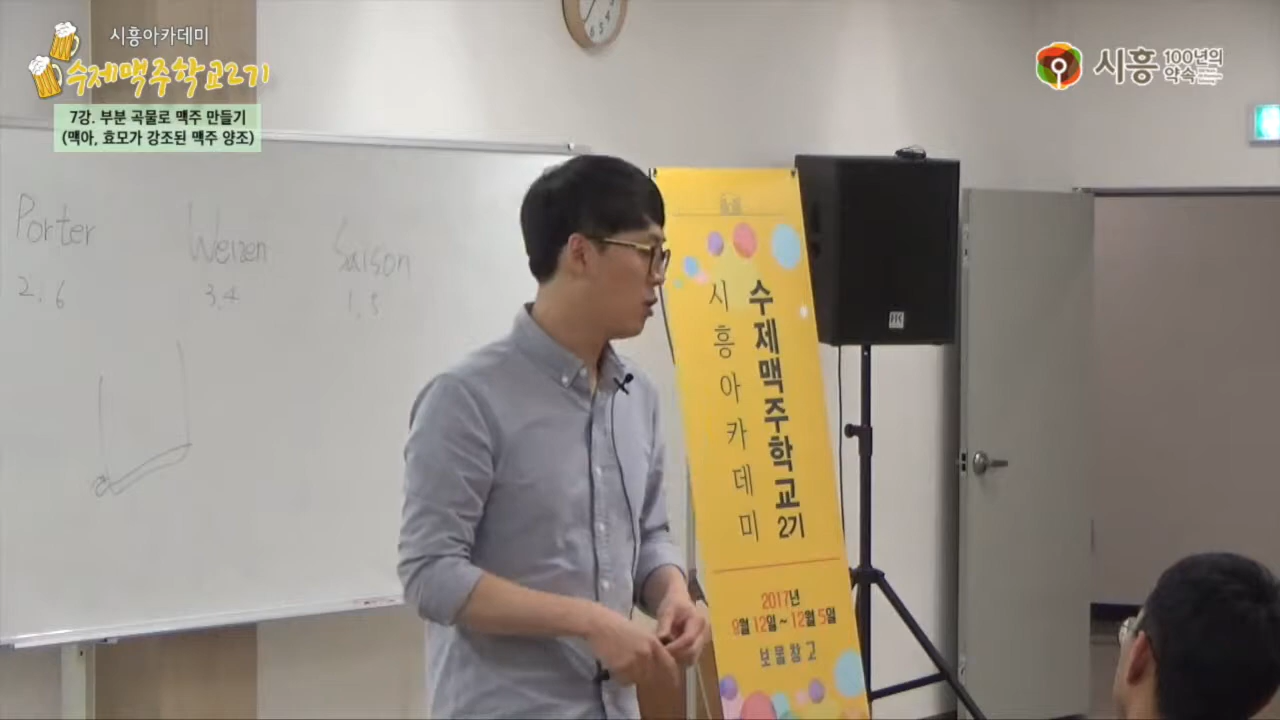 시흥아카데미
수제맥주학교2기
7강. 부분 곡물로 맥주 만들기
(맥아, 효모가 강조된 맥주 양조)
시흥
100년의
약속
Porter
Weizen
Saison
2, 6
3, 4
시흥아카데미
수제맥주학교
2기
2017년
9월 12일 ~ 12월 5일
보물창고